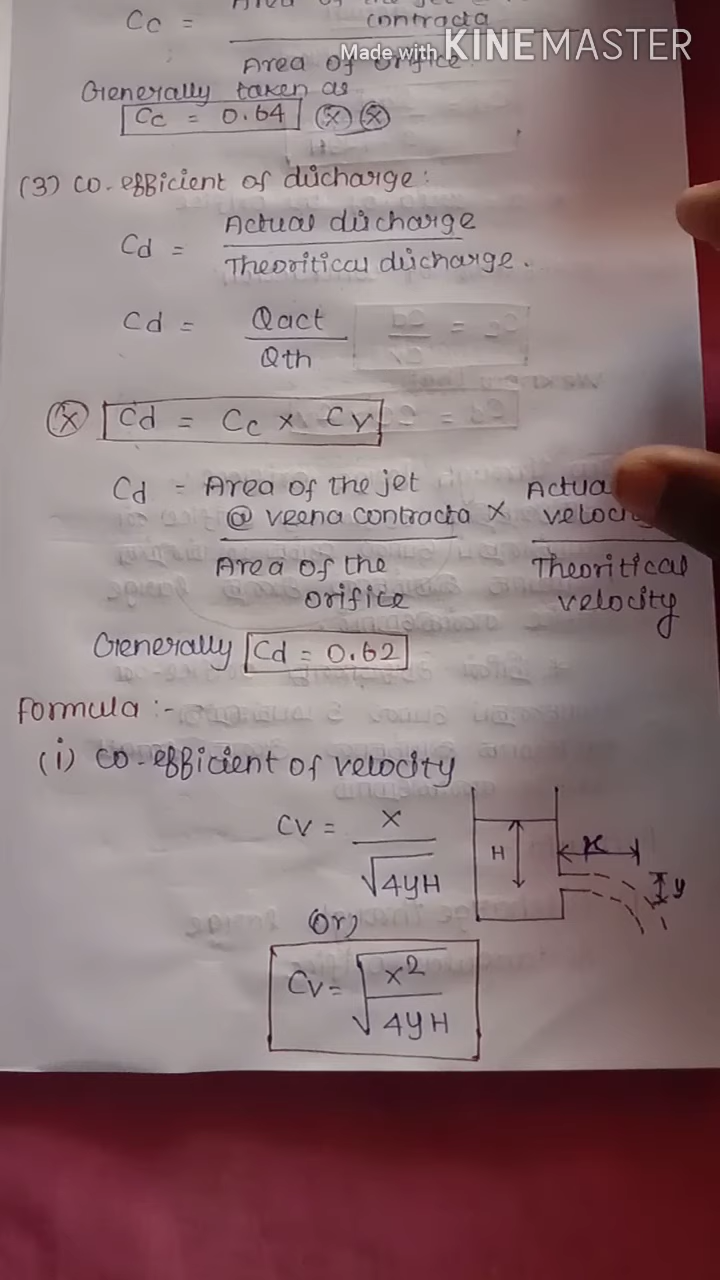 Cc =
contracta
Made with KINEMASTER
Area of orifice
Generally taken as
Cc = 0.64
(3) co-efficient of discharge:
Cd = Actual discharge
Theoritical discharge.
Cd = Qact
Qth
Cd = Cc x Cv
Cd = Area of the jet
@ veena contracta x
Area of the
orifice
Theoritical
velocity
Generally Cd = 0.62
Formula :-
(i) co-efficient of velocity
Cv = x
√4yH
H
x
y
(or)
Cv = √x2
4yH